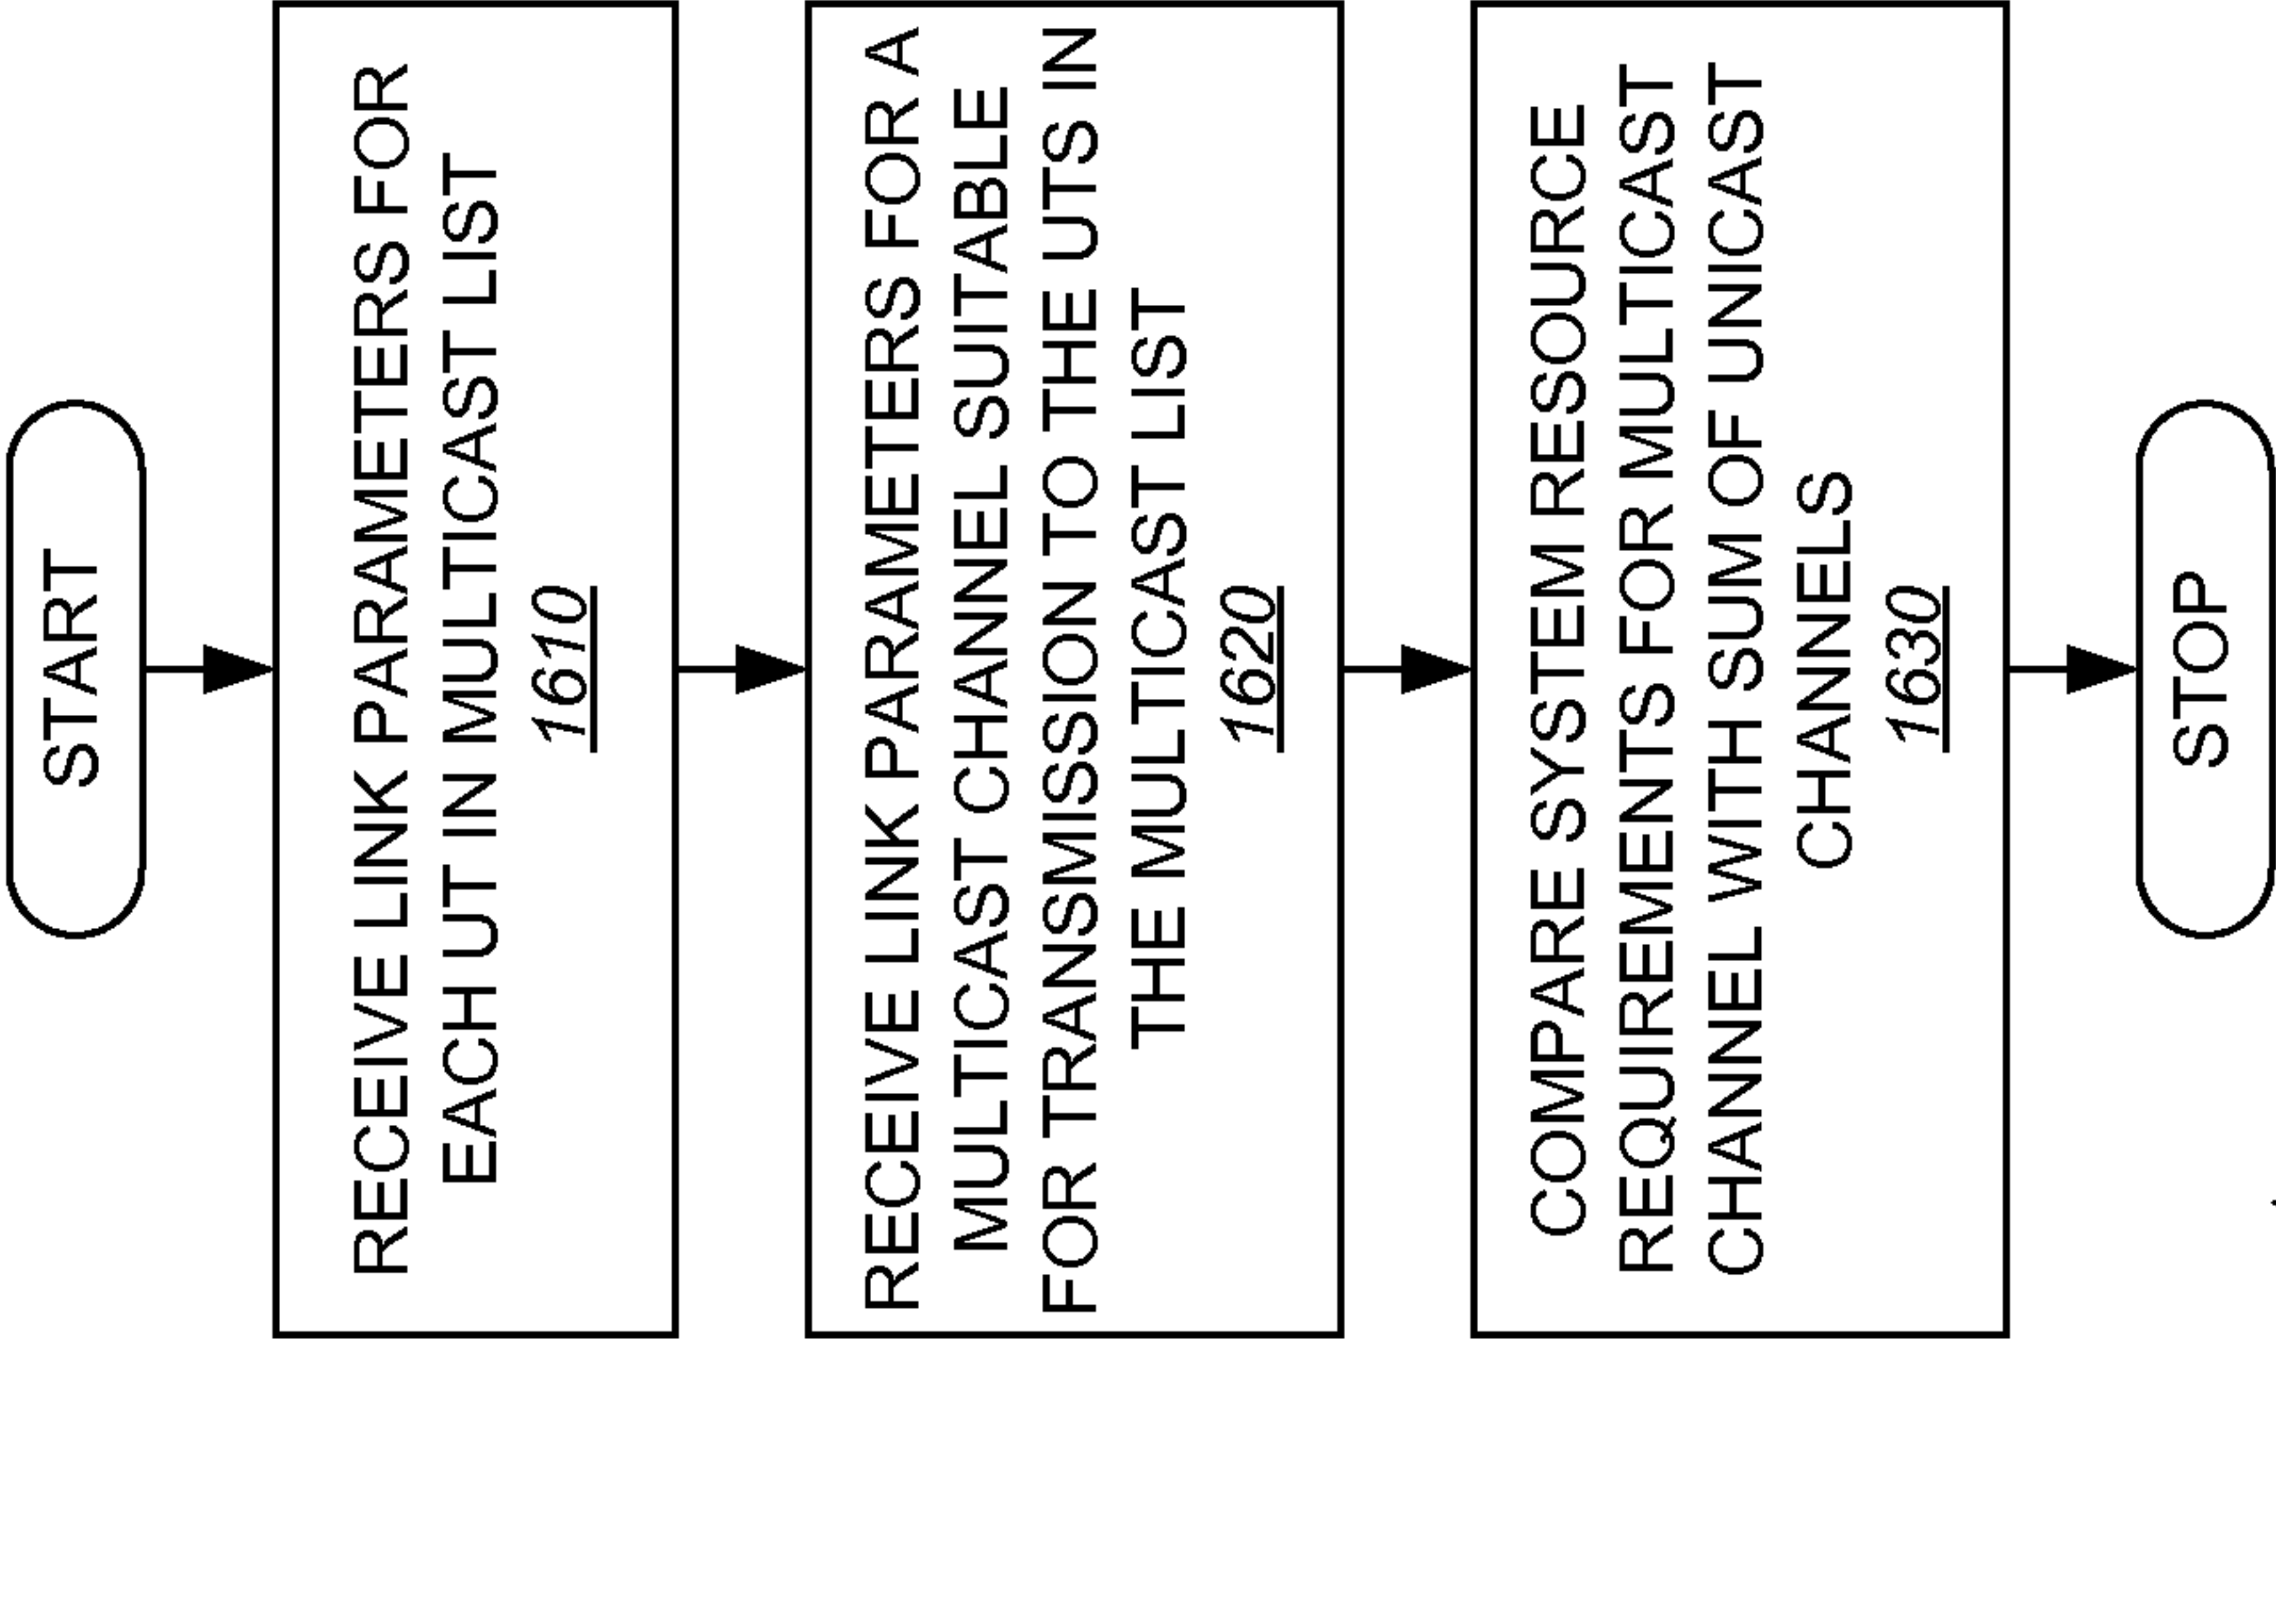 START
RECEIVE LINK PARAMETERS FOR
EACH UT IN MULTICAST LIST
1610
RECEIVE LINK PARAMETERS FOR A
MULTICAST CHANNEL SUITABLE
FOR TRANSMISSION TO THE UTS IN
THE MULTICAST LIST
1620
COMPARE SYSTEM RESOURCE
REQUIREMENTS FOR MULTICAST
CHANNEL WITH SUM OF UNICAST
CHANNELS
1630
STOP